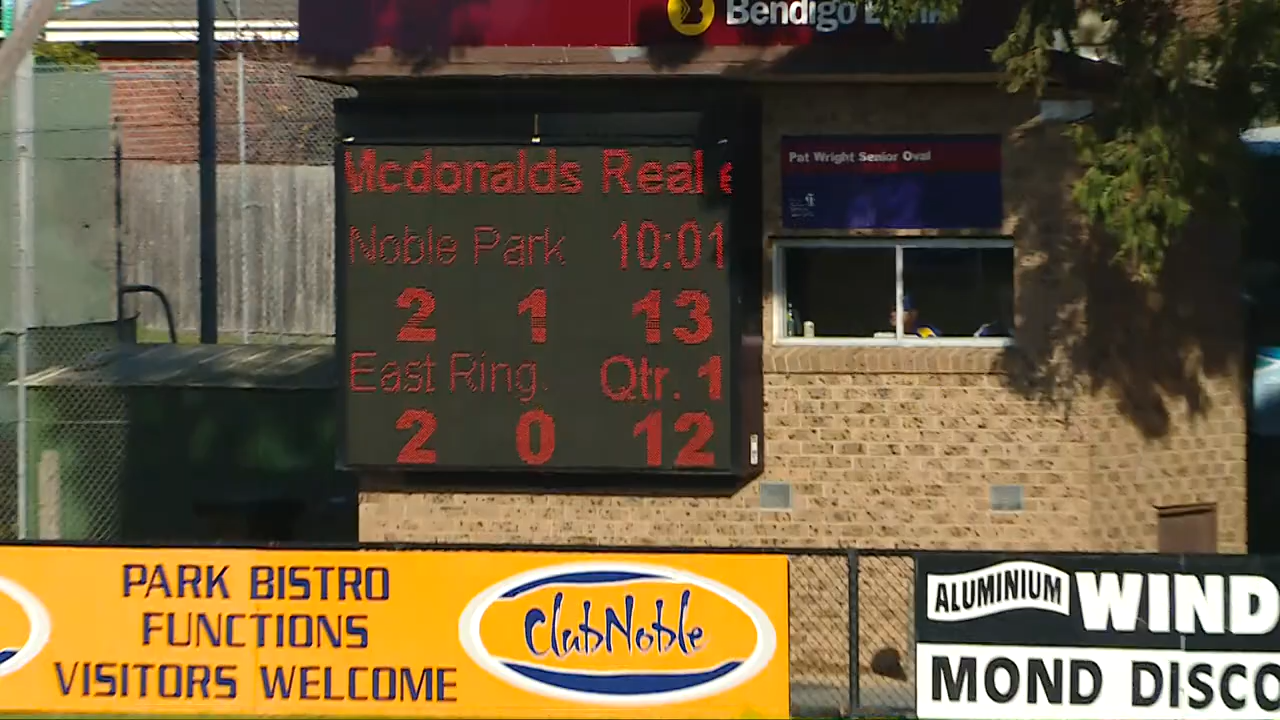 Bendigo Bank
Mcdonalds Real e
Noble Park 10:01
2 1 13
East Ring. Qtr. 1
2 0 12
Pat Wright Senior Oval
PARK BISTRO
FUNCTIONS
VISITORS WELCOME
ClubNoble
ALUMINIUM WIND
MOND DISCO